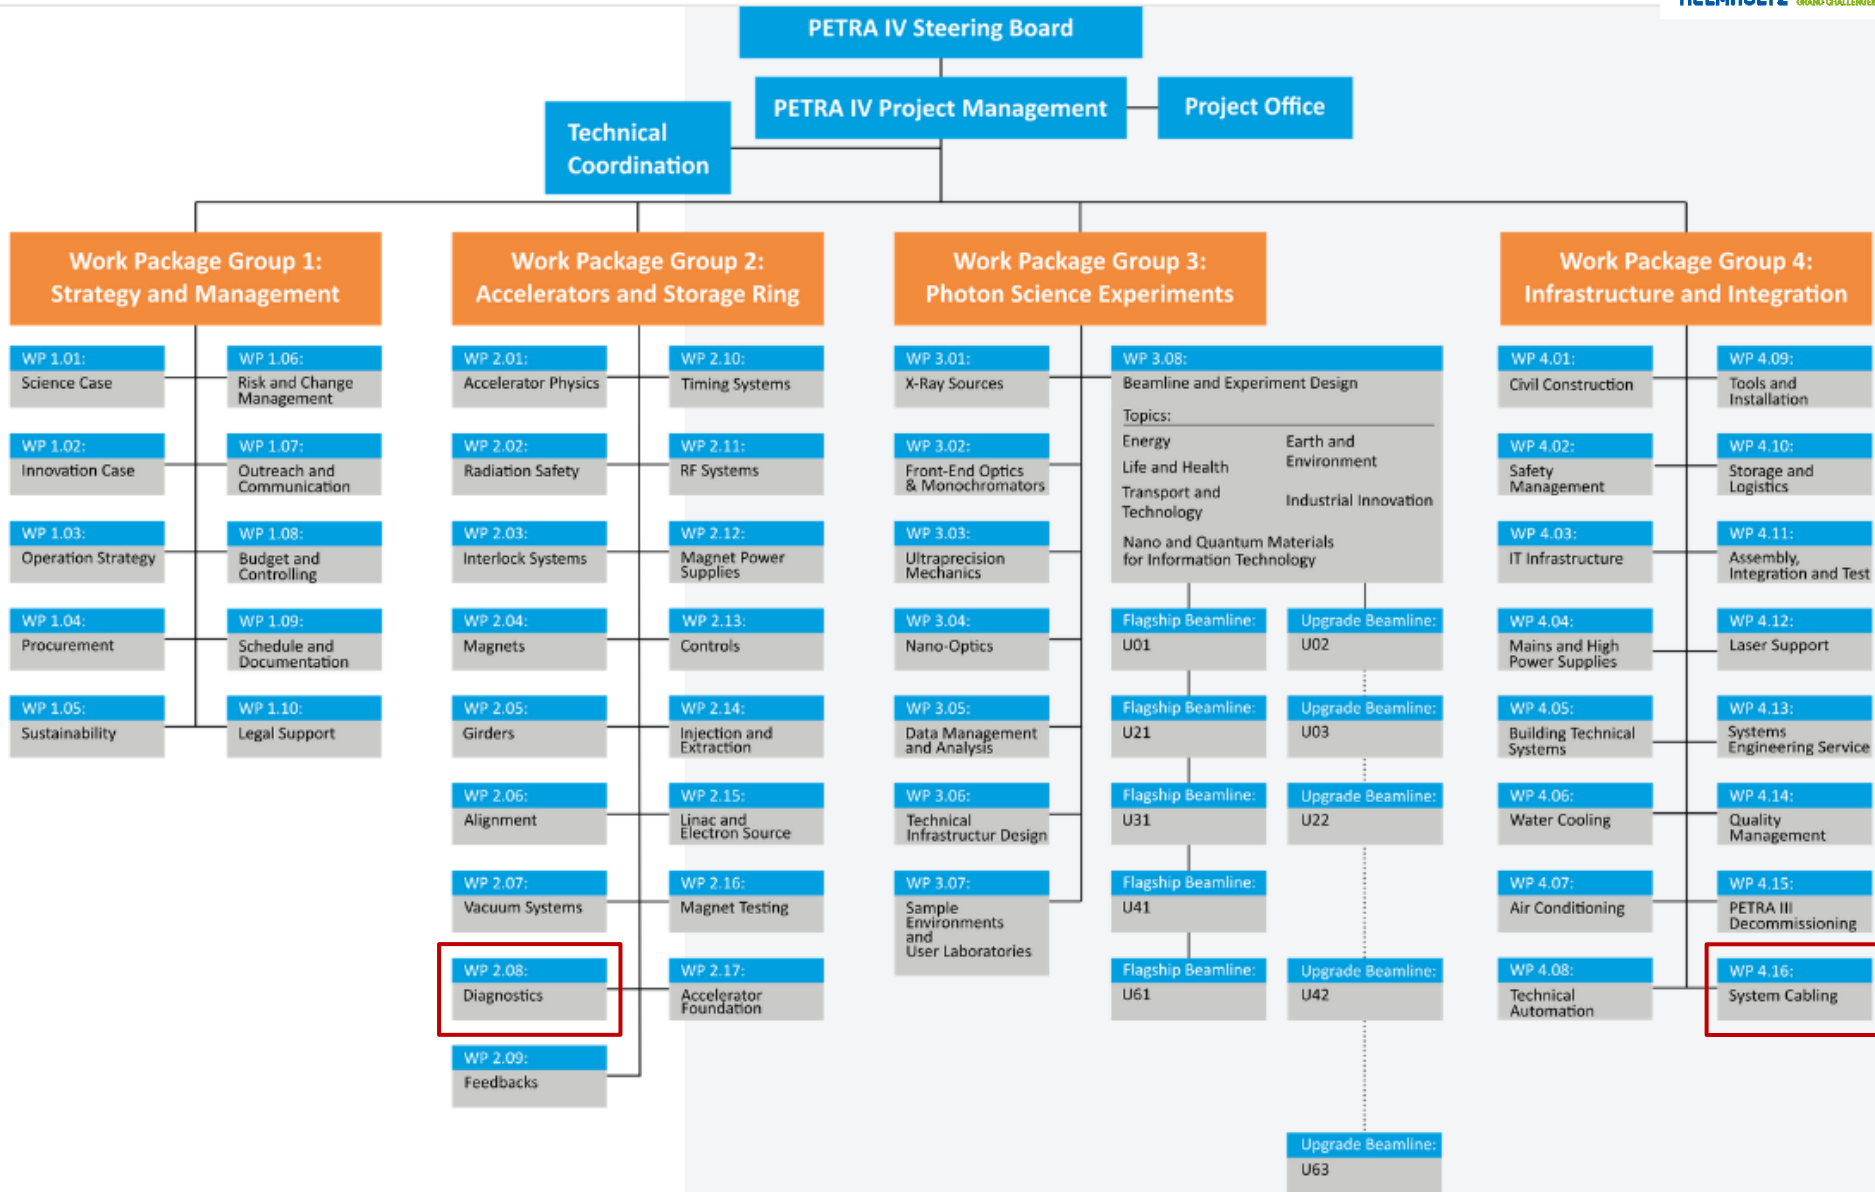 HELMHOLTZ
GRAND CHALLENGES
PETRA IV Steering Board
PETRA IV Project Management
Project Office
Technical
Coordination
Work Package Group 1:
Strategy and Management
WP 1.01:
Science Case
WP 1.06:
Risk and Change
Management
WP 1.02:
Innovation Case
WP 1.07:
Outreach and
Communication
WP 1.03:
Operation Strategy
WP 1.08:
Budget and
Controlling
WP 1.04:
Procurement
WP 1.09:
Schedule and
Documentation
WP 1.05:
Sustainability
WP 1.10:
Legal Support
Work Package Group 2:
Accelerators and Storage Ring
WP 2.01:
Accelerator Physics
WP 2.10:
Timing Systems
WP 2.02:
Radiation Safety
WP 2.11:
RF Systems
WP 2.03:
Interlock Systems
WP 2.12:
Magnet Power
Supplies
WP 2.04:
Magnets
WP 2.13:
Controls
WP 2.05:
Girders
WP 2.14:
Injection and
Extraction
WP 2.06:
Alignment
WP 2.15:
Linac and
Electron Source
WP 2.07:
Vacuum Systems
WP 2.16:
Magnet Testing
WP 2.08:
Diagnostics
WP 2.17:
Accelerator
Foundation
WP 2.09:
Feedbacks
Work Package Group 3:
Photon Science Experiments
WP 3.01:
X-Ray Sources
WP 3.02:
Front-End Optics
& Monochromators
WP 3.03:
Ultraprecision
Mechanics
WP 3.04:
Nano-Optics
WP 3.05:
Data Management
and Analysis
WP 3.06:
Technical
Infrastructur Design
WP 3.07:
Sample
Environments
and
User Laboratories
WP 3.08:
Beamline and Experiment Design
Topics:
Energy
Life and Health
Transport and
Technology
Earth and
Environment
Industrial Innovation
Nano and Quantum Materials
for Information Technology
Flagship Beamline:
U01
Upgrade Beamline:
U02
Flagship Beamline:
U21
Upgrade Beamline:
U03
Flagship Beamline:
U31
Upgrade Beamline:
U22
Flagship Beamline:
U41
Flagship Beamline:
U61
Upgrade Beamline:
U42
Upgrade Beamline:
U63
Work Package Group 4:
Infrastructure and Integration
WP 4.01:
Civil Construction
WP 4.09:
Tools and
Installation
WP 4.02:
Safety
Management
WP 4.10:
Storage and
Logistics
WP 4.03:
IT Infrastructure
WP 4.11:
Assembly,
Integration and Test
WP 4.04:
Mains and High
Power Supplies
WP 4.12:
Laser Support
WP 4.05:
Building Technical
Systems
WP 4.13:
Systems
Engineering Service
WP 4.06:
Water Cooling
WP 4.14:
Quality
Management
WP 4.07:
Air Conditioning
WP 4.15:
PETRA III
Decommissioning
WP 4.08:
Technical
Automation
WP 4.16:
System Cabling